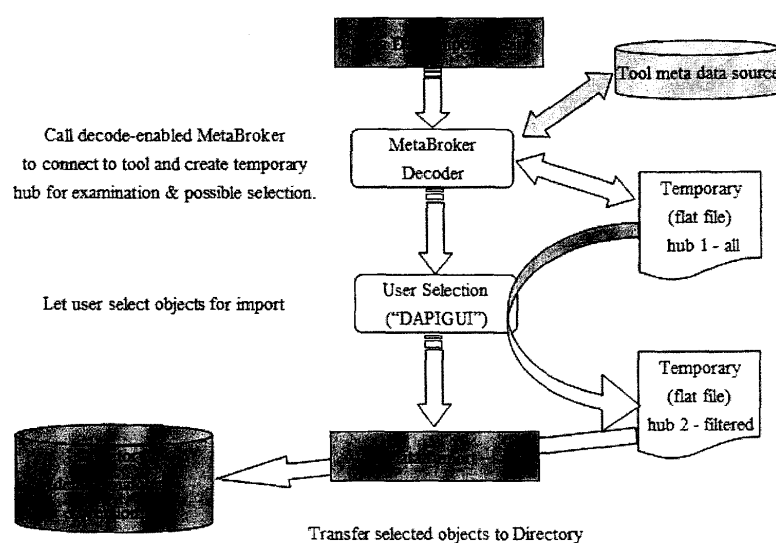 Tool meta data source
Call decode-enabled MetaBroker
to connect to tool and create temporary
hub for examination & possible selection.
MetaBroker
Decoder
Temporary
(flat file)
hub 1 - all
Let user select objects for import
User Selection
("DAPIGUI")
Temporary
(flat file)
hub 2 - filtered
Transfer selected objects to Directory